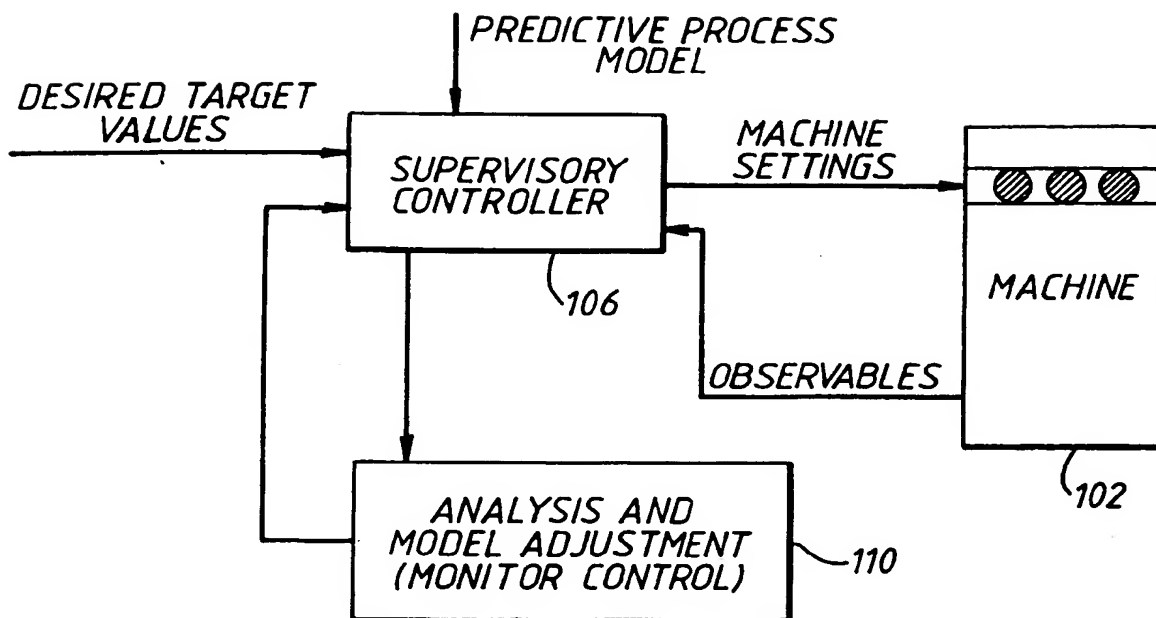 PREDICTIVE PROCESS
MODEL
DESIRED TARGET
VALUES
SUPERVISORY
CONTROLLER
MACHINE
SETTINGS
106
MACHINE
OBSERVABLES
102
ANALYSIS AND
MODEL ADJUSTMENT
(MONITOR CONTROL)
110